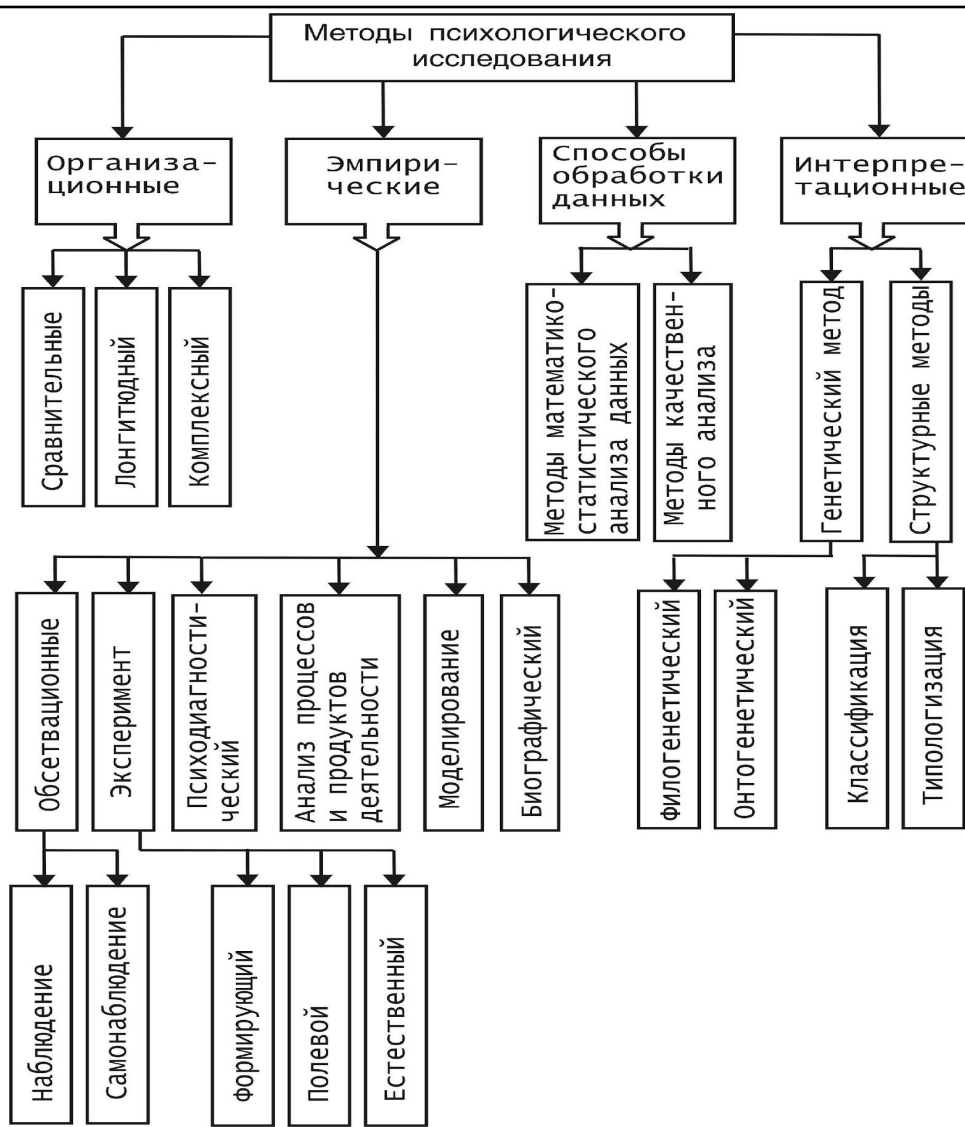 Методы психологического
исследования
Организа-
ционные
Эмпири-
ческие
Способы
обработки
данных
Интерпре-
тационные
Сравнительные
Лонгитюдный
Комплексный
Методы математико-
статистического
анализа данных
Методы качествен-
ного анализа
Генетический метод
Структурные методы
Обсетвационные
Эксперимент
Психодиагности-
ческий
Анализ процессов
и продуктов
деятельности
Моделирование
Биографический
Филогенетический
Онтогенетический
Классификация
Типологизация
Наблюдение
Самонаблюдение
Формирующий
Полевой
Естественный